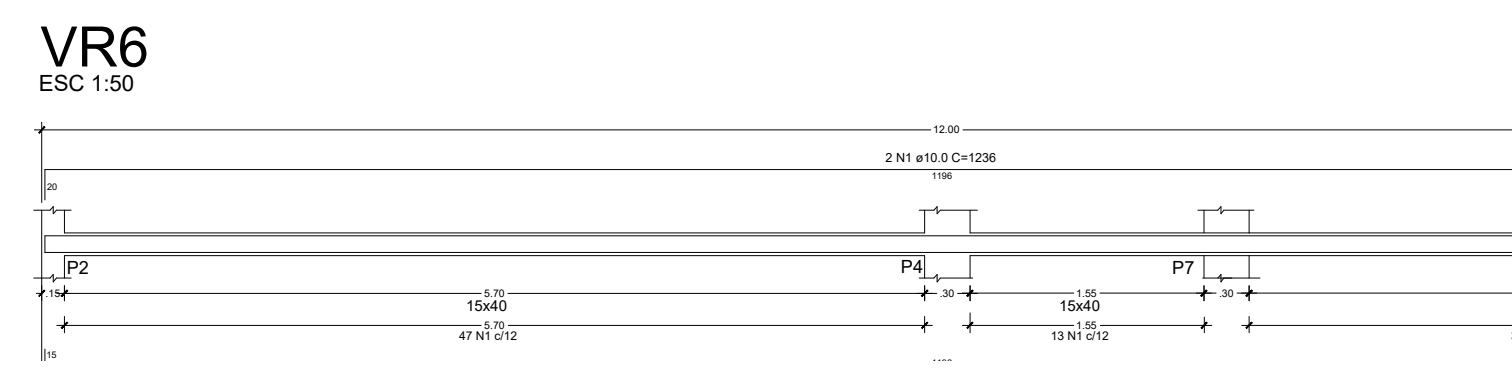 VR6
ESC 1:50
12.00
2 N1 ø10.0 C=1236
1196
20
P2
P4
P7
.15
5.70
.30
1.55
.30
15x40
15x40
5.70
1.55
47 N1 c/12
13 N1 c/12
15